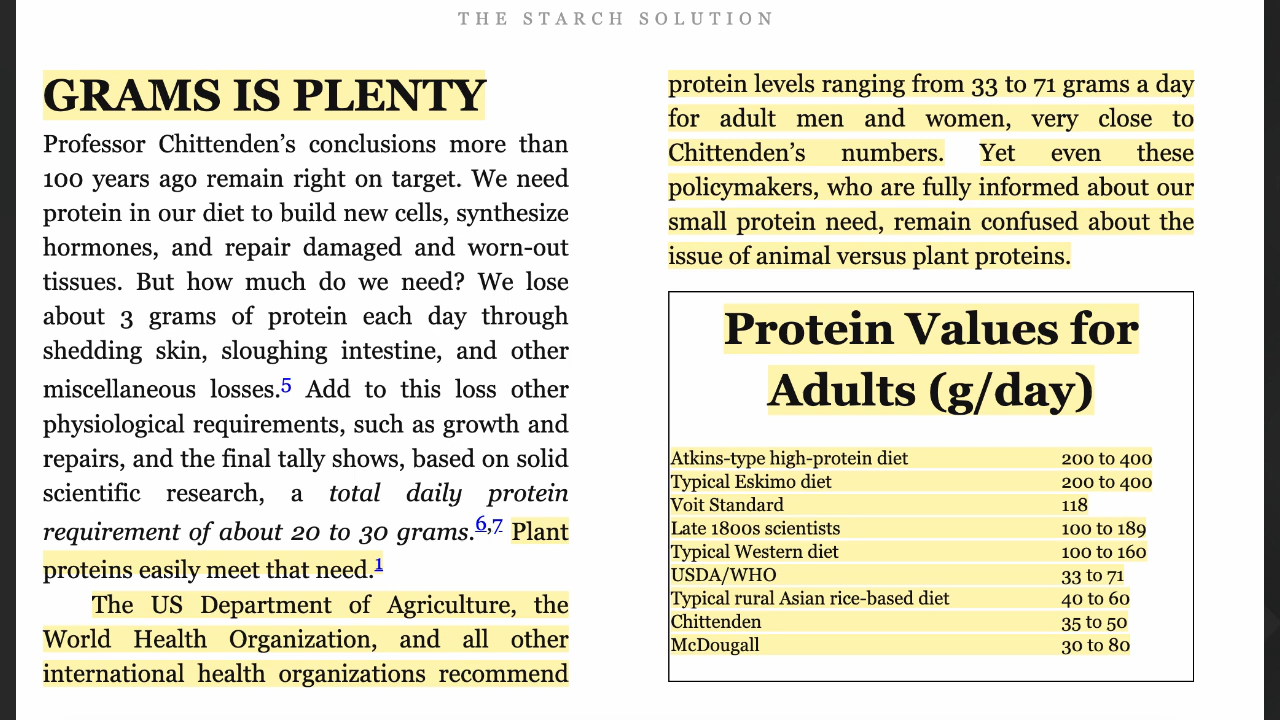 THE STARCH SOLUTION
GRAMS IS PLENTY
Professor Chittenden’s conclusions more than
100 years ago remain right on target. We need
protein in our diet to build new cells, synthesize
hormones, and repair damaged and worn-out
tissues. But how much do we need? We lose
about 3 grams of protein each day through
shedding skin, sloughing intestine, and other
miscellaneous losses.5 Add to this loss other
physiological requirements, such as growth and
repairs, and the final tally shows, based on solid
scientific research, a total daily protein
requirement of about 20 to 30 grams.6,7 Plant
proteins easily meet that need.1
The US Department of Agriculture, the
World Health Organization, and all other
international health organizations recommend
protein levels ranging from 33 to 71 grams a day
for adult men and women, very close to
Chittenden’s numbers. Yet even these
policymakers, who are fully informed about our
small protein need, remain confused about the
issue of animal versus plant proteins.
Protein Values for
Adults (g/day)
Atkins-type high-protein diet 200 to 400
Typical Eskimo diet 200 to 400
Voit Standard 118
Late 1800s scientists 100 to 189
Typical Western diet 100 to 160
USDA/WHO 33 to 71
Typical rural Asian rice-based diet 40 to 60
Chittenden 35 to 50
McDougall 30 to 80